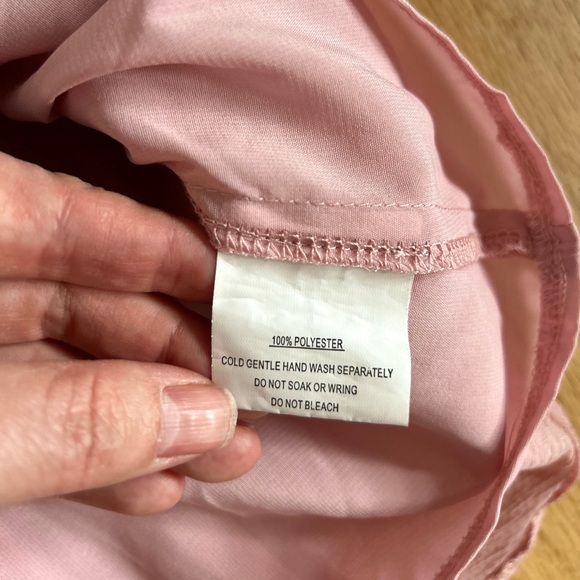 100% POLYESTER
COLD GENTLE HAND WASH SEPARATELY
DO NOT SOAK OR WRING
DO NOT BLEACH